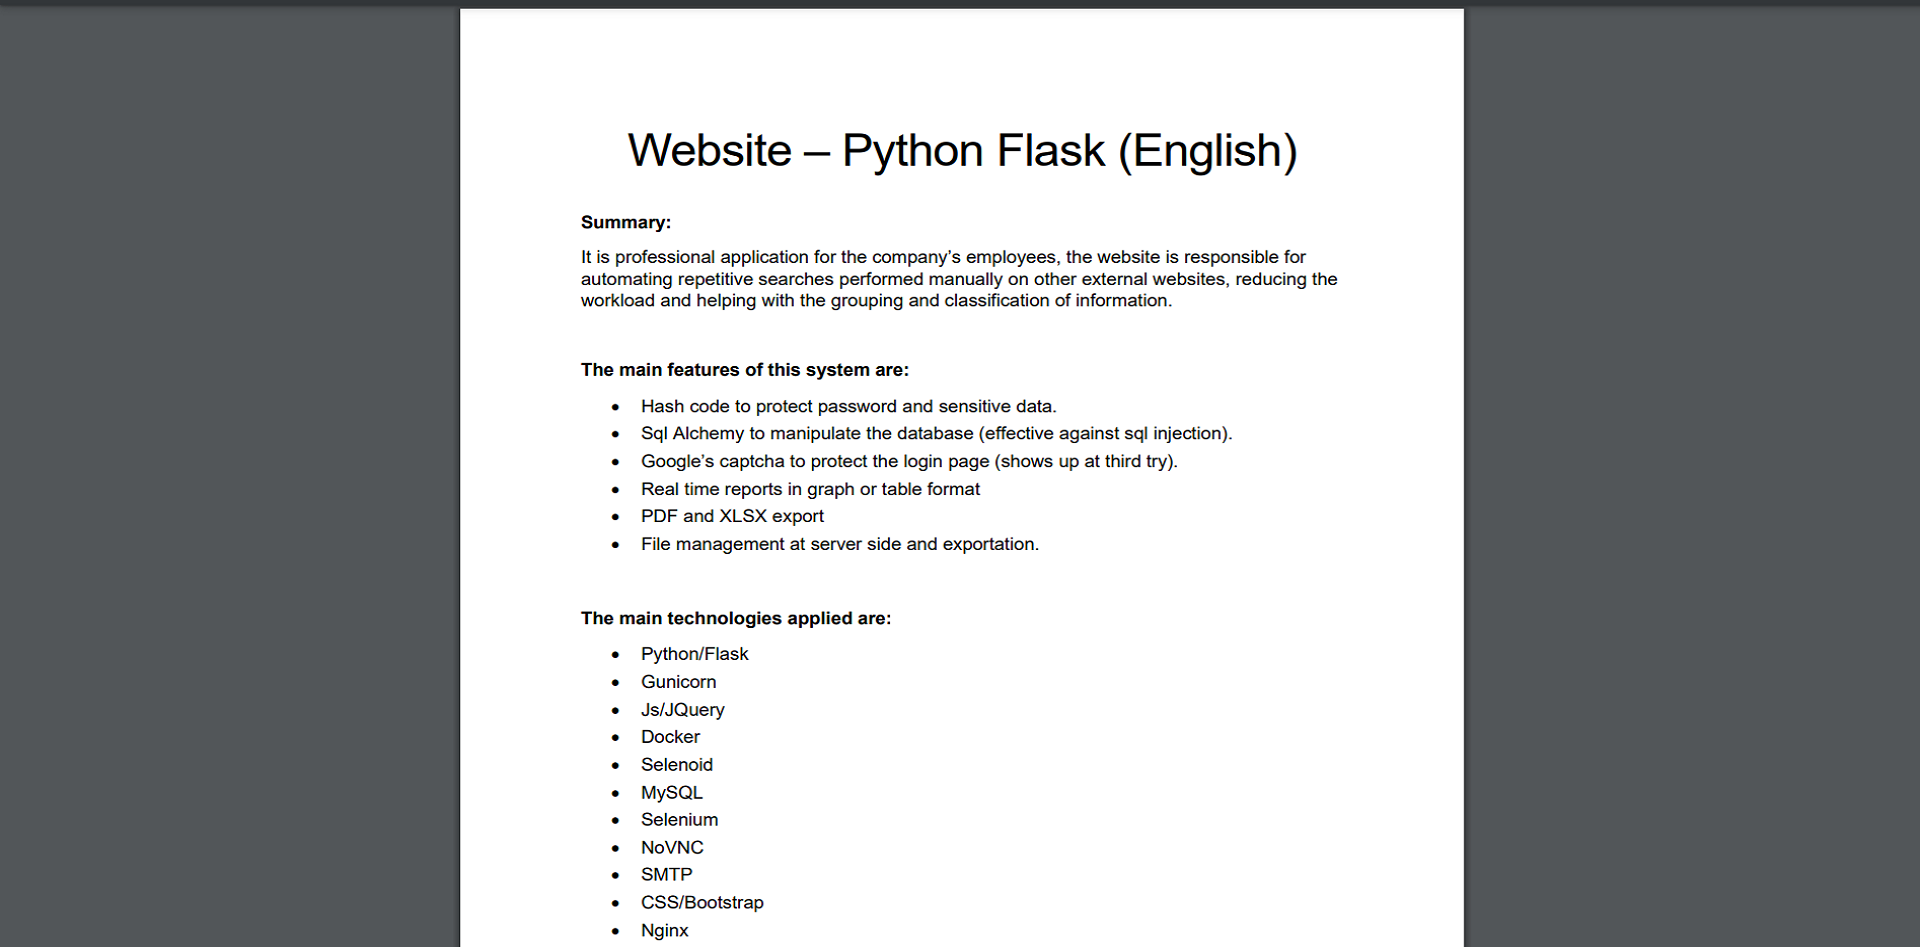 Website – Python Flask (English)
Summary:
It is professional application for the company’s employees, the website is responsible for
automating repetitive searches performed manually on other external websites, reducing the
workload and helping with the grouping and classification of information.
The main features of this system are:
• Hash code to protect password and sensitive data.
• Sql Alchemy to manipulate the database (effective against sql injection).
• Google’s captcha to protect the login page (shows up at third try).
• Real time reports in graph or table format
• PDF and XLSX export
• File management at server side and exportation.
The main technologies applied are:
• Python/Flask
• Gunicorn
• Js/JQuery
• Docker
• Selenoid
• MySQL
• Selenium
• NoVNC
• SMTP
• CSS/Bootstrap
• Nginx